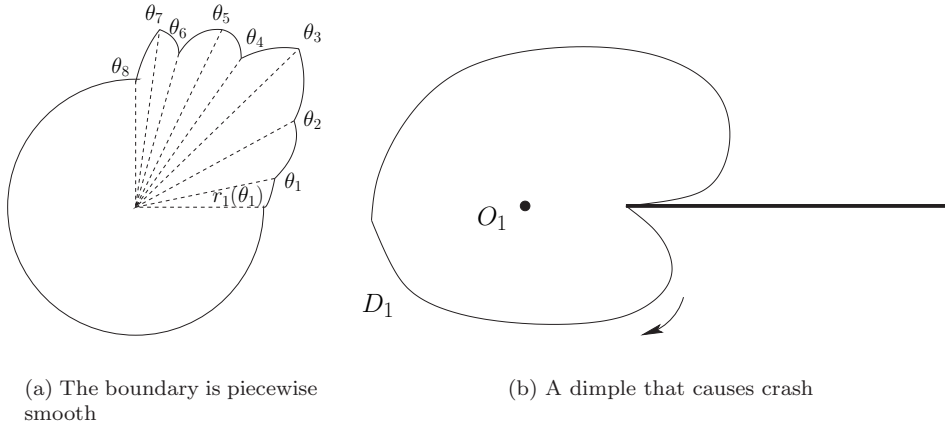 θ₇
θ₆
θ₅
θ₄
θ₃
θ₈
θ₂
θ₁
r₁(θ₁)
O₁
D₁
(a) The boundary is piecewise
smooth
(b) A dimple that causes crash